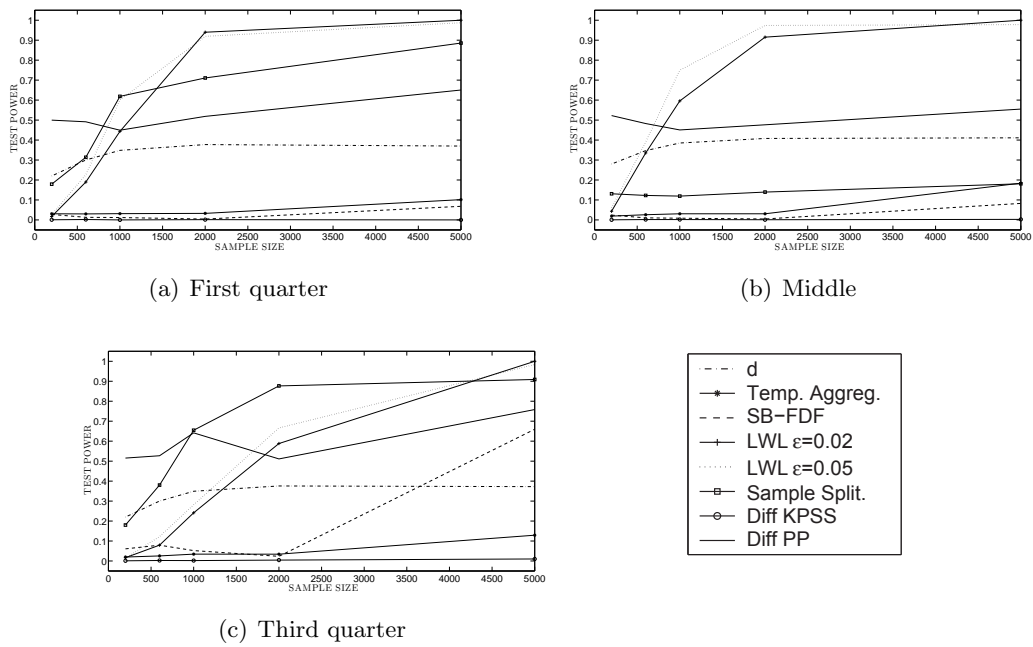 1
0.9
0.8
0.7
0.6
0.5
0.4
0.3
0.2
0.1
0
TEST POWER
0 500 1000 1500 2000 2500 3000 3500 4000 4500 5000
SAMPLE SIZE
(a) First quarter
1
0.9
0.8
0.7
0.6
0.5
0.4
0.3
0.2
0.1
0
TEST POWER
0 500 1000 1500 2000 2500 3000 3500 4000 4500 5000
SAMPLE SIZE
(b) Middle
1
0.9
0.8
0.7
0.6
0.5
0.4
0.3
0.2
0.1
0
TEST POWER
0 500 1000 1500 2000 2500 3000 3500 4000 4500 5000
SAMPLE SIZE
(c) Third quarter
d
Temp. Aggreg.
SB−FDF
LWL ε=0.02
LWL ε=0.05
Sample Split.
Diff KPSS
Diff PP